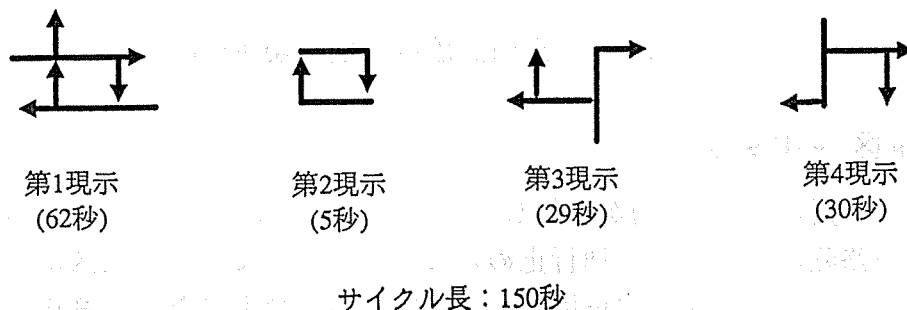 第1現示
(62秒)
第2現示
(5秒)
第3現示
(29秒)
第4現示
(30秒)
サイクル長：150秒